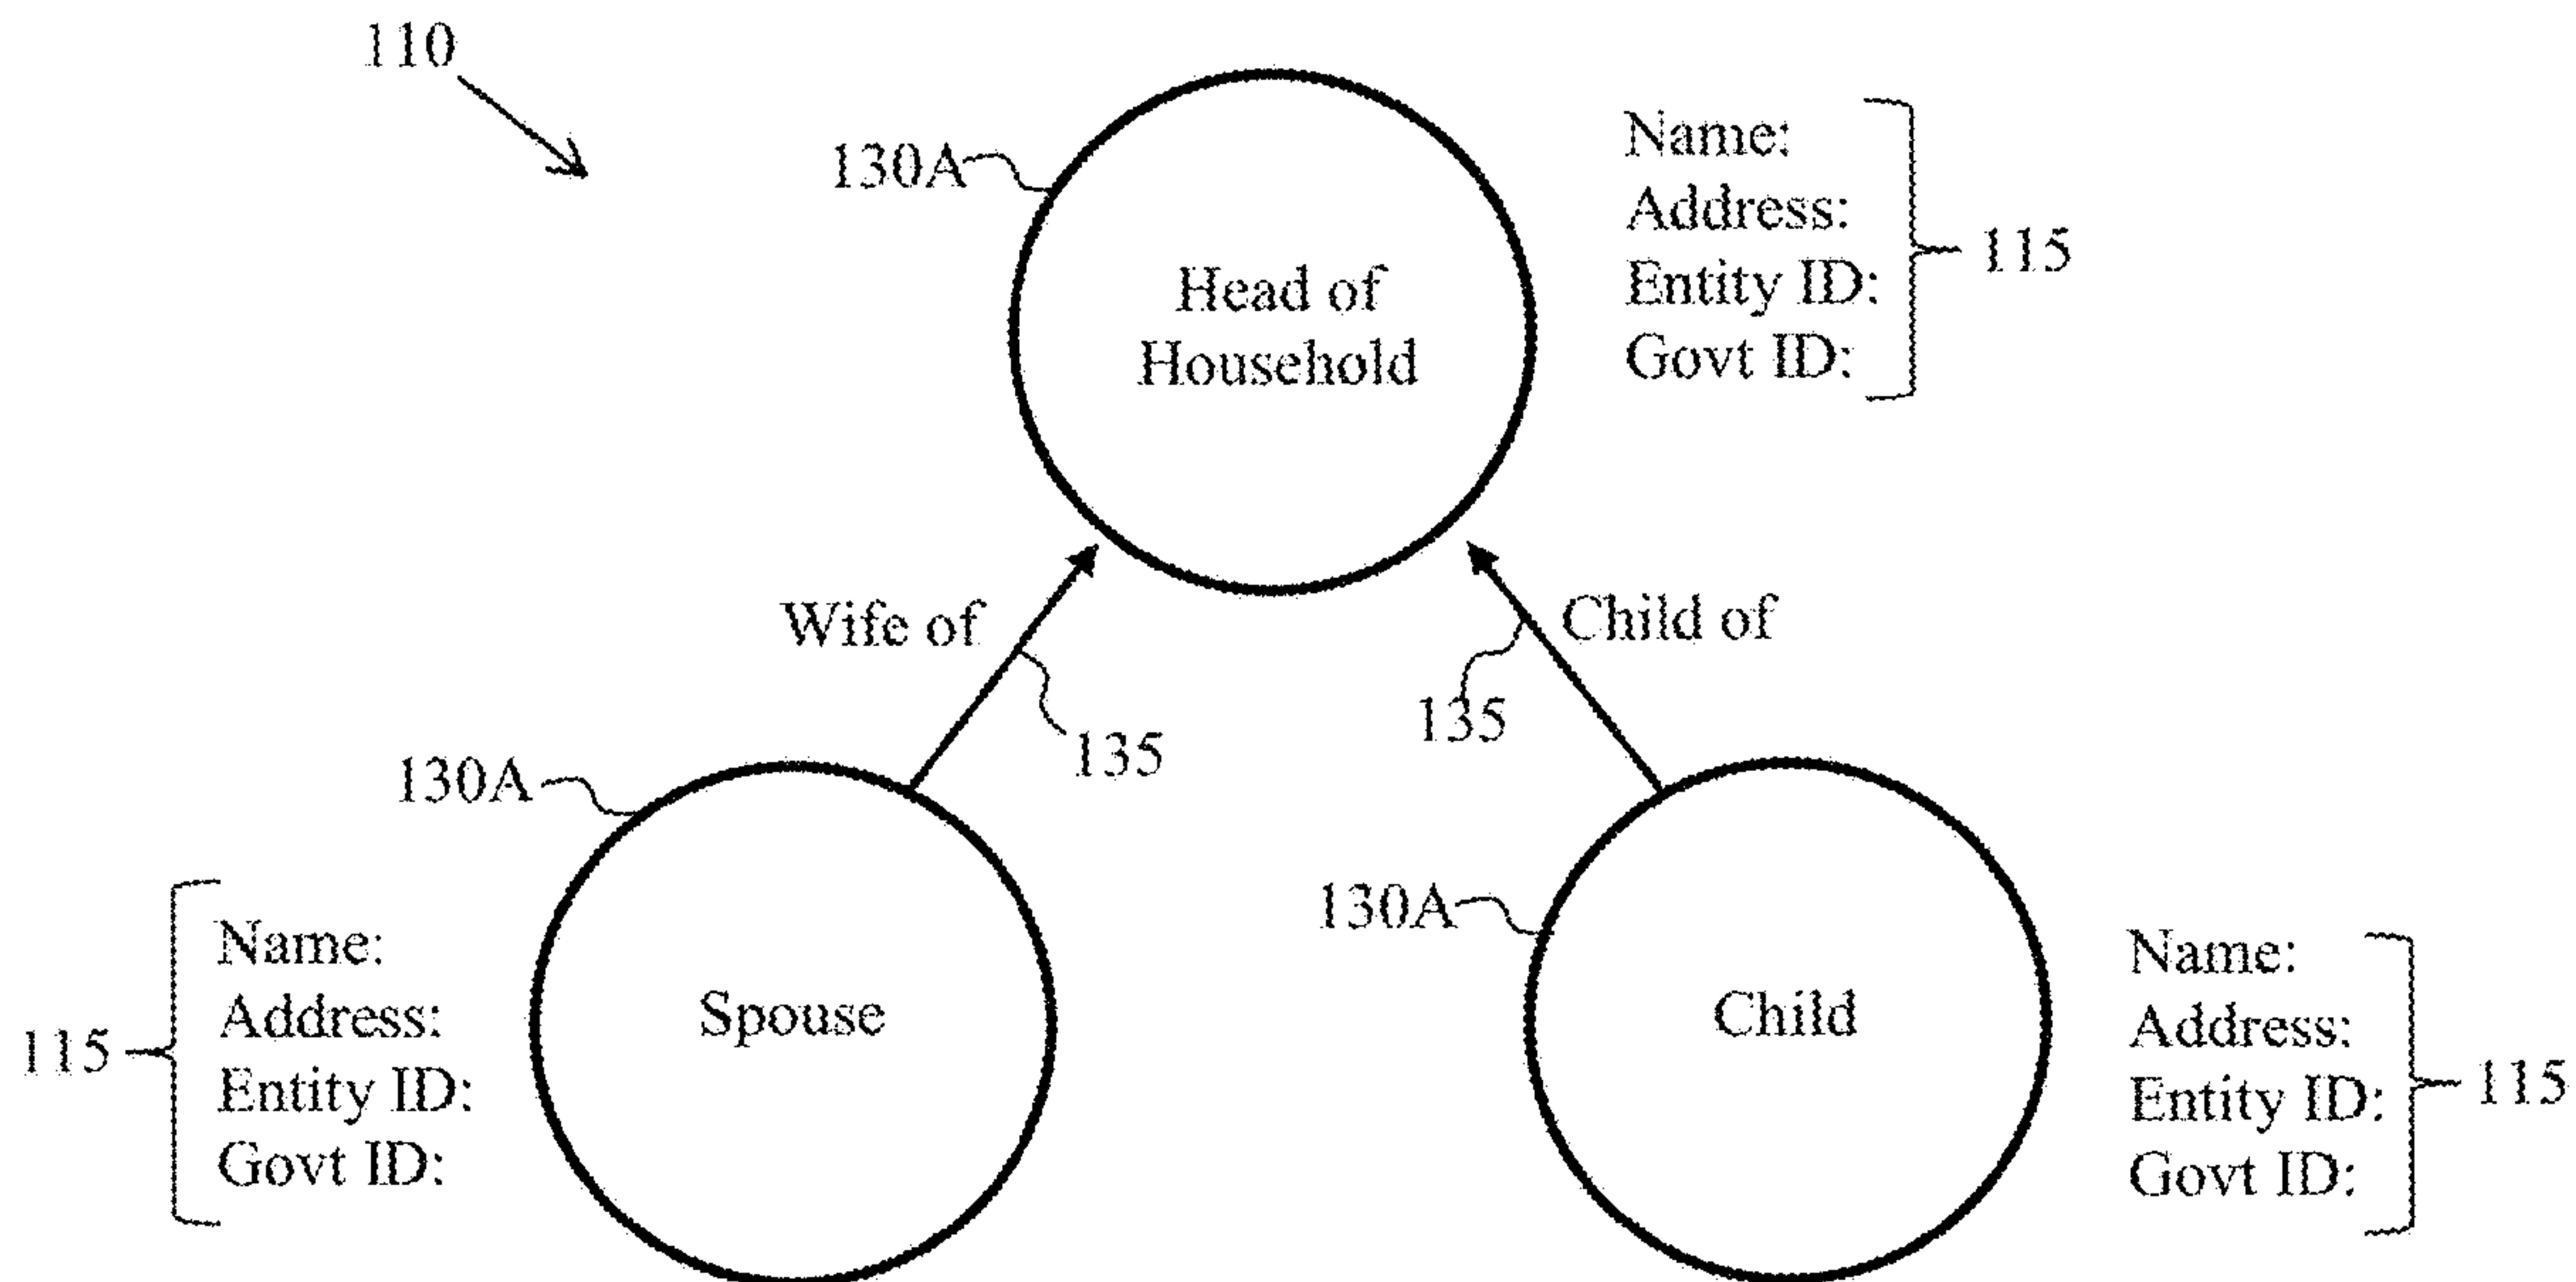 110
130A
Head of
Household
Name:
Address:
Entity ID:
Govt ID:
115
Wife of
135
Child of
135
130A
Spouse
115
Name:
Address:
Entity ID:
Govt ID:
130A
Child
Name:
Address:
Entity ID:
Govt ID:
115